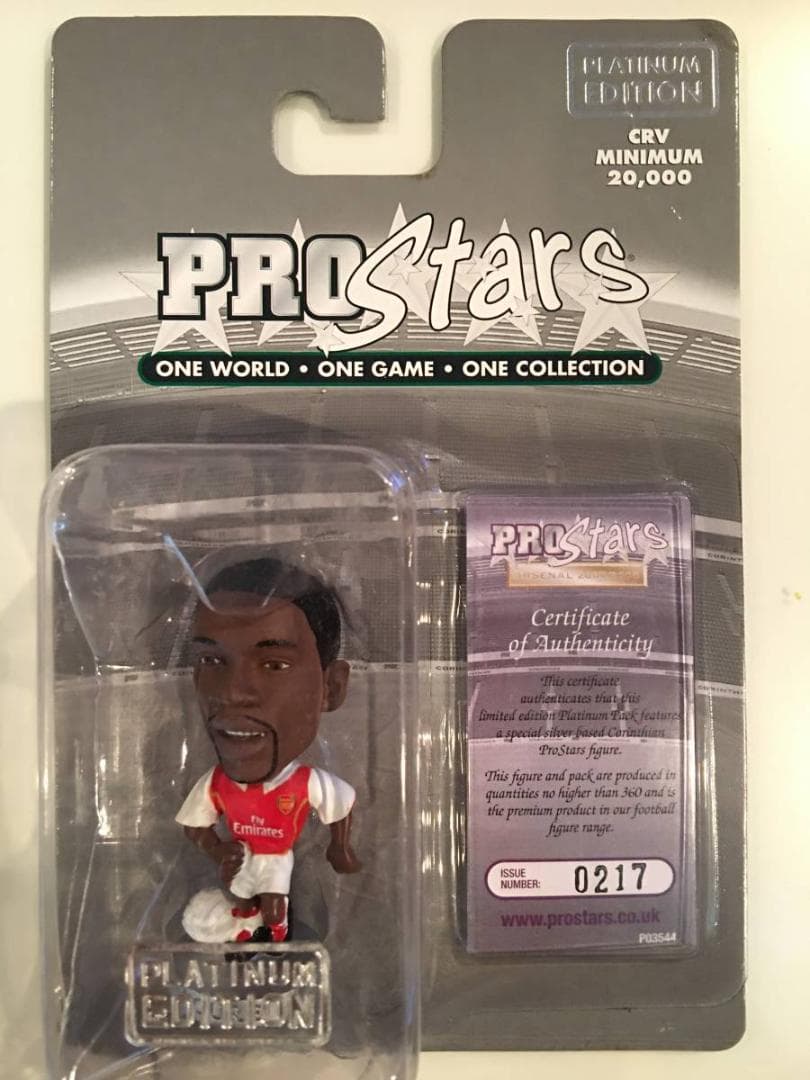 PLATINUM
EDITION
CRV
MINIMUM
20,000
PROStars
ONE WORLD • ONE GAME • ONE COLLECTION
PROStars
ARSENAL
Certificate
of Authenticity
This certificate
authenticates that this
limited edition Platinum Pack features
a special silver based Corinthian
ProStars figure.
This figure and pack are produced in
quantities no higher than 360 and is
the premium product in our football
figure range.
ISSUE
NUMBER: 0217
www.prostars.co.uk
P03544
Fly
Emirates
PLATINUM
EDITION